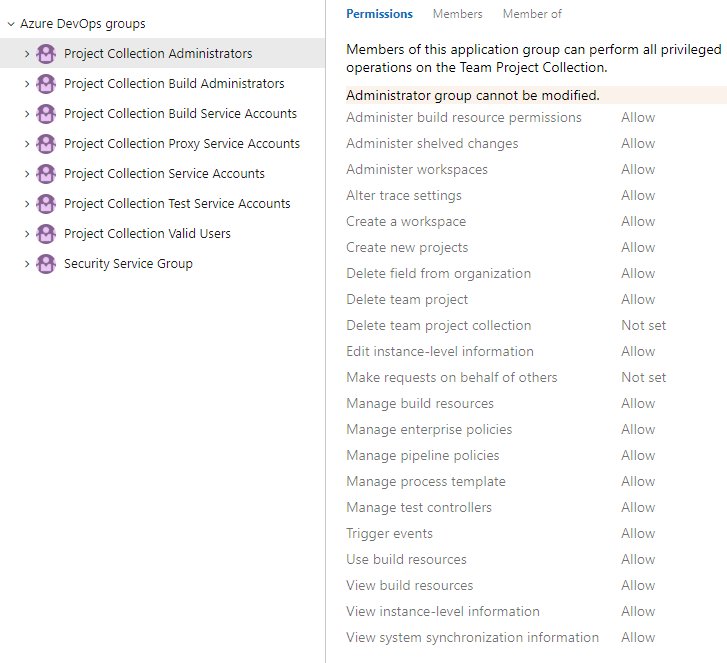 Azure DevOps groups
Project Collection Administrators
Project Collection Build Administrators
Project Collection Build Service Accounts
Project Collection Proxy Service Accounts
Project Collection Service Accounts
Project Collection Test Service Accounts
Project Collection Valid Users
Security Service Group
Permissions Members Member of
Members of this application group can perform all privileged
operations on the Team Project Collection.
Administrator group cannot be modified.
Administer build resource permissions Allow
Administer shelved changes Allow
Administer workspaces Allow
Alter trace settings Allow
Create a workspace Allow
Create new projects Allow
Delete field from organization Allow
Delete team project Allow
Delete team project collection Not set
Edit instance-level information Allow
Make requests on behalf of others Not set
Manage build resources Allow
Manage enterprise policies Allow
Manage pipeline policies Allow
Manage process template Allow
Manage test controllers Allow
Trigger events Allow
Use build resources Allow
View build resources Allow
View instance-level information Allow
View system synchronization information Allow